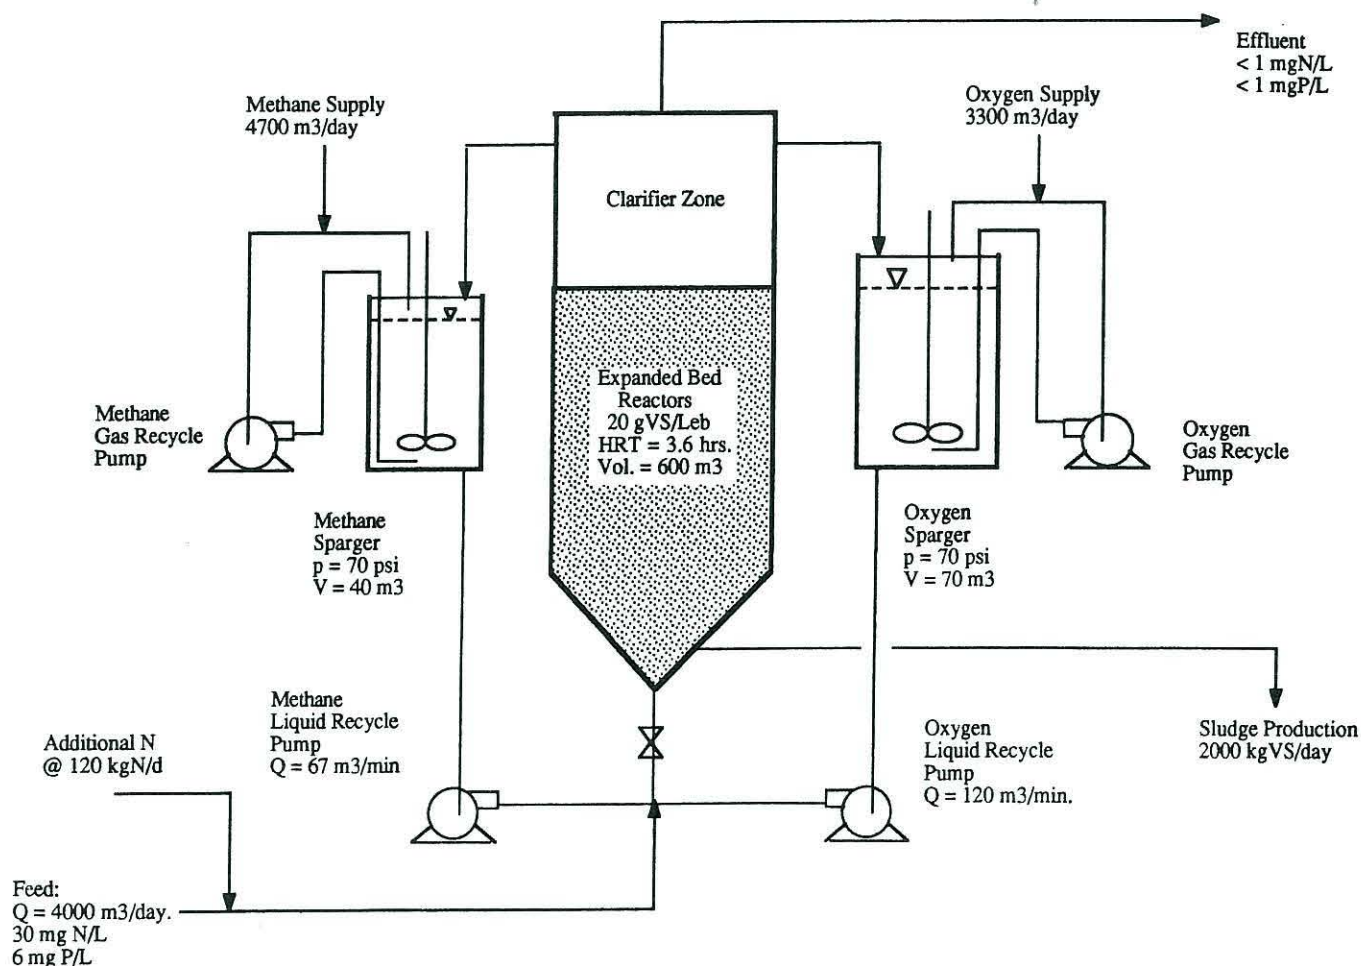 Effluent
< 1 mgN/L
< 1 mgP/L
Methane Supply
4700 m3/day
Oxygen Supply
3300 m3/day
Clarifier Zone
Expanded Bed
Reactors
20 gVS/Leb
HRT = 3.6 hrs.
Vol. = 600 m3
Methane
Gas Recycle
Pump
Oxygen
Gas Recycle
Pump
Methane
Sparger
p = 70 psi
V = 40 m3
Oxygen
Sparger
p = 70 psi
V = 70 m3
Methane
Liquid Recycle
Pump
Q = 67 m3/min
Oxygen
Liquid Recycle
Pump
Q = 120 m3/min.
Sludge Production
2000 kgVS/day
Additional N
@ 120 kgN/d
Feed:
Q = 4000 m3/day.
30 mg N/L
6 mg P/L